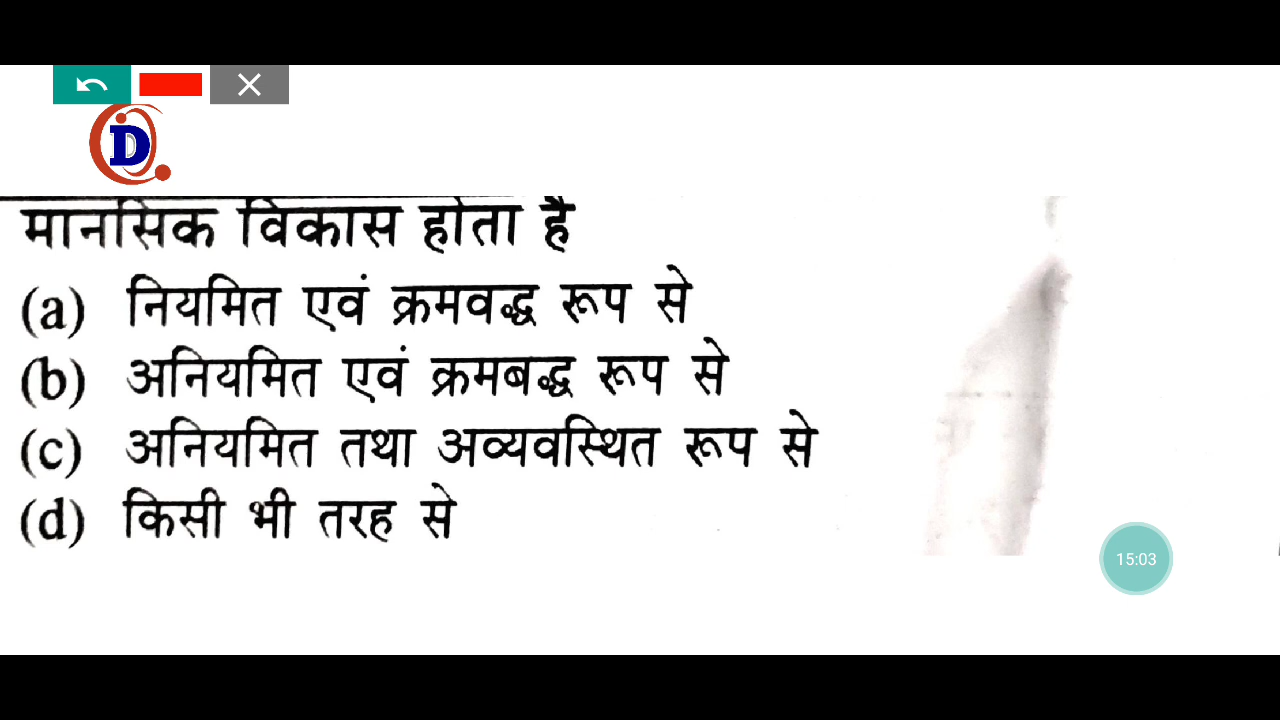 D
मानसिक विकास होता है
(a) नियमित एवं क्रमवद्ध रूप से
(b) अनियमित एवं क्रमबद्ध रूप से
(c) अनियमित तथा अव्यवस्थित रूप से
(d) किसी भी तरह से
15:03